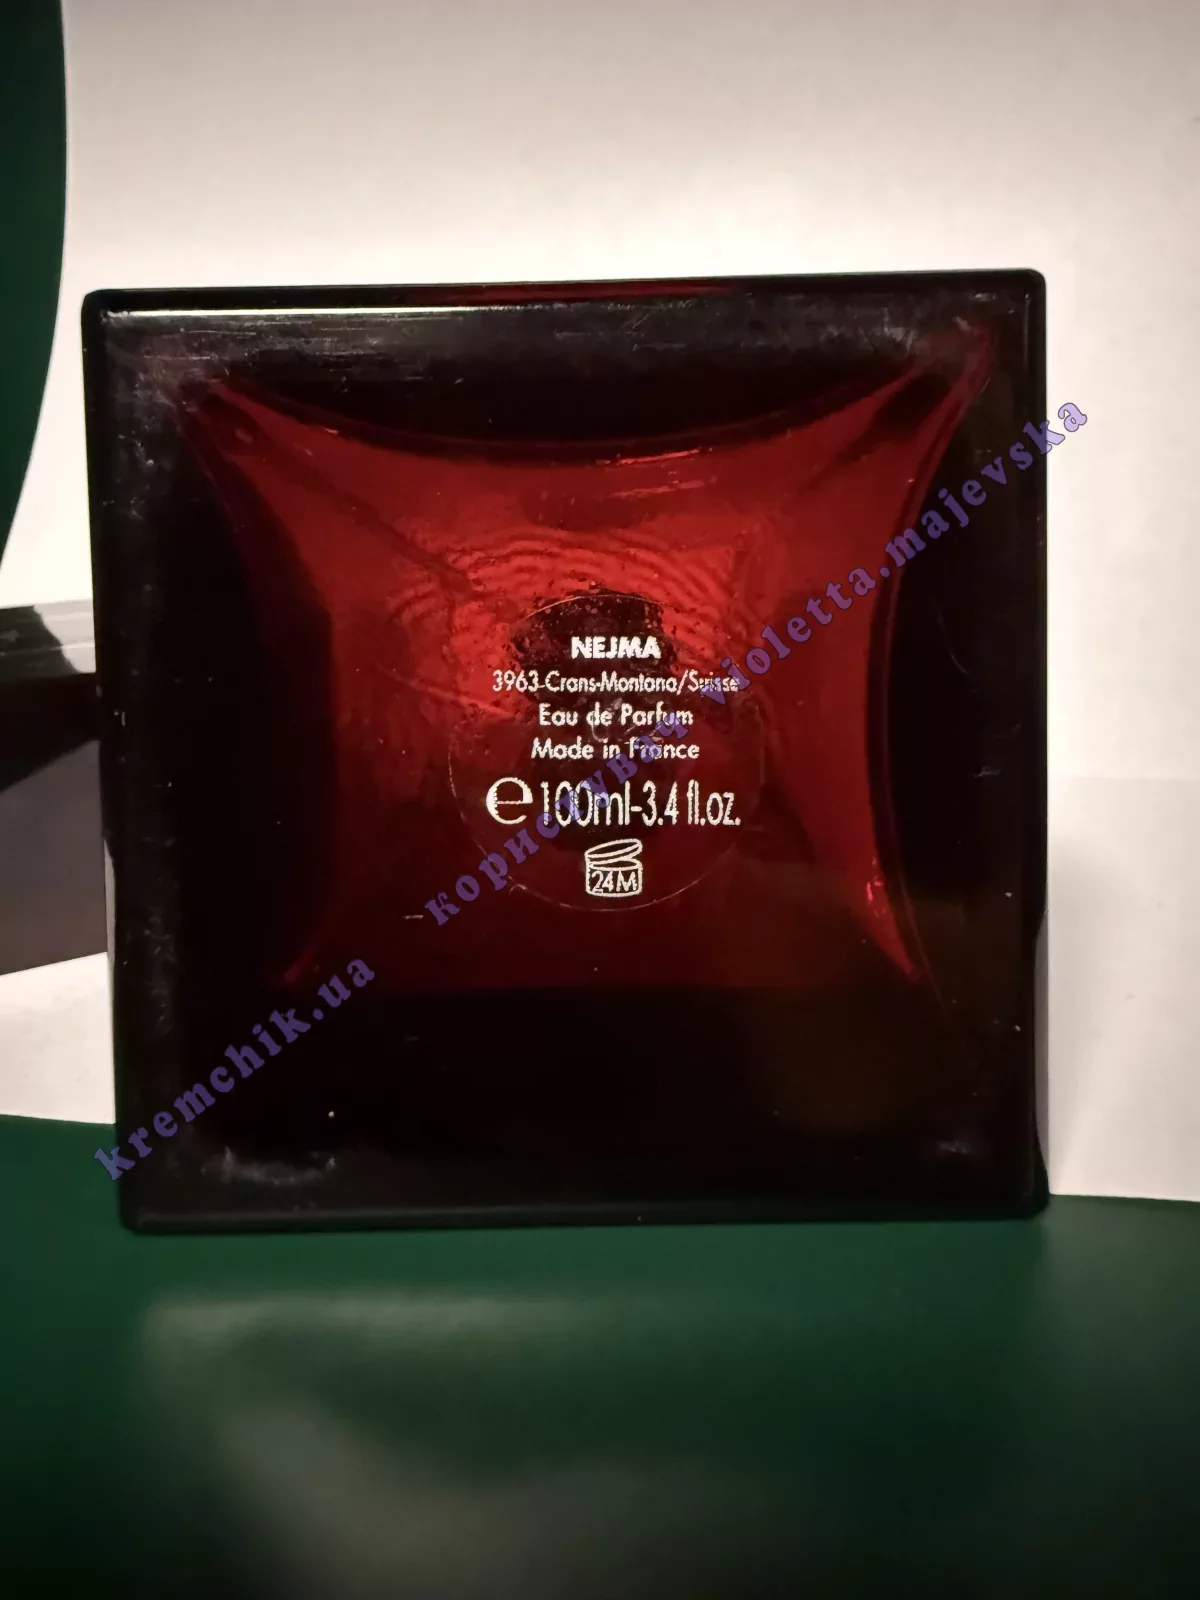 NEJMA
3963-Crans-Montana/Suisse
Eau de Parfum
Made in France
℮100ml-3.4 fl.oz.
24M
kremchik.ua користувач violetta.majevska